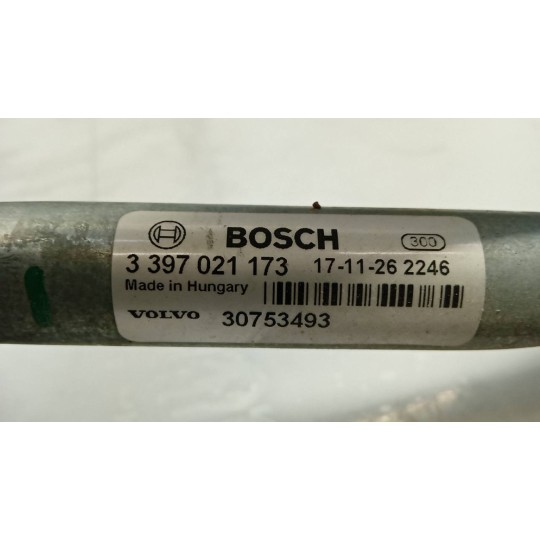 BOSCH 300
3 397 021 173 17-11-26 2246
Made in Hungary
VOLVO 30753493